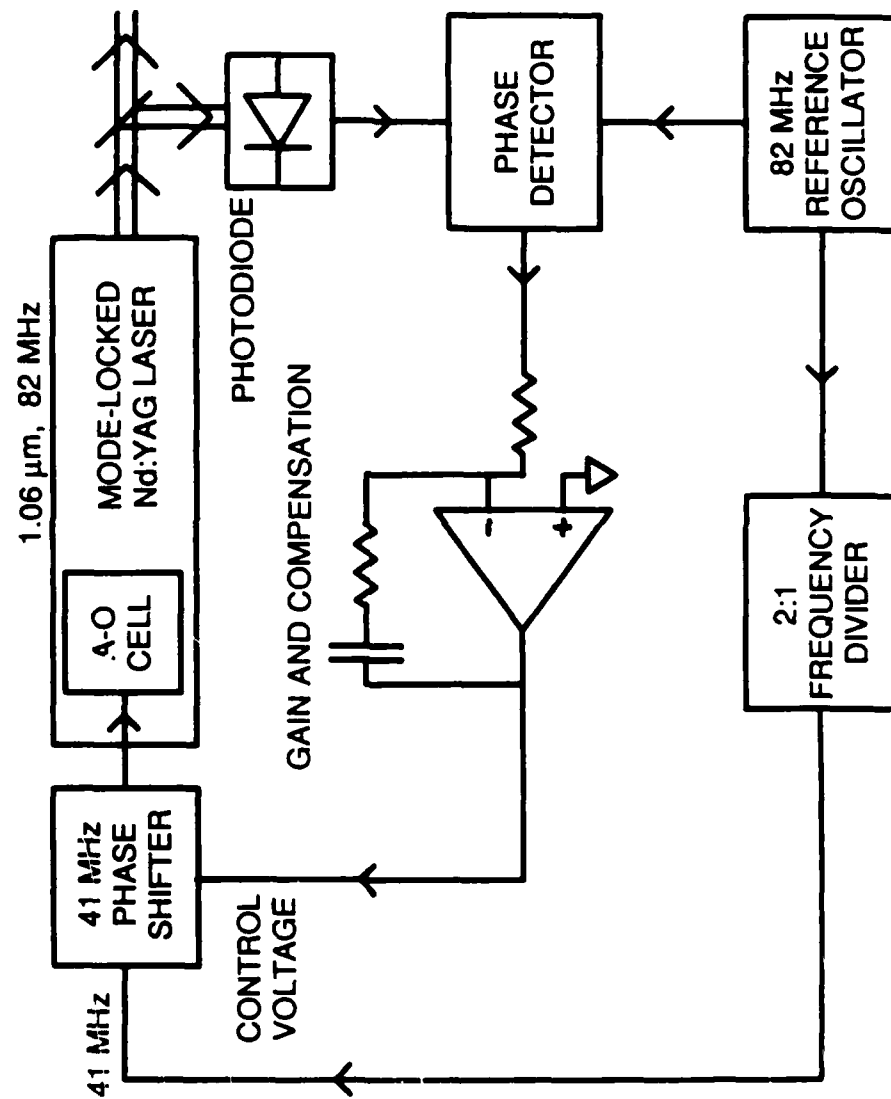 1.06 µm, 82 MHz
MODE-LOCKED
Nd:YAG LASER
A-O
CELL
41 MHz
PHASE
SHIFTER
41 MHz
CONTROL
VOLTAGE
GAIN AND COMPENSATION
-
+
PHOTODIODE
PHASE
DETECTOR
82 MHz
REFERENCE
OSCILLATOR
2:1
FREQUENCY
DIVIDER